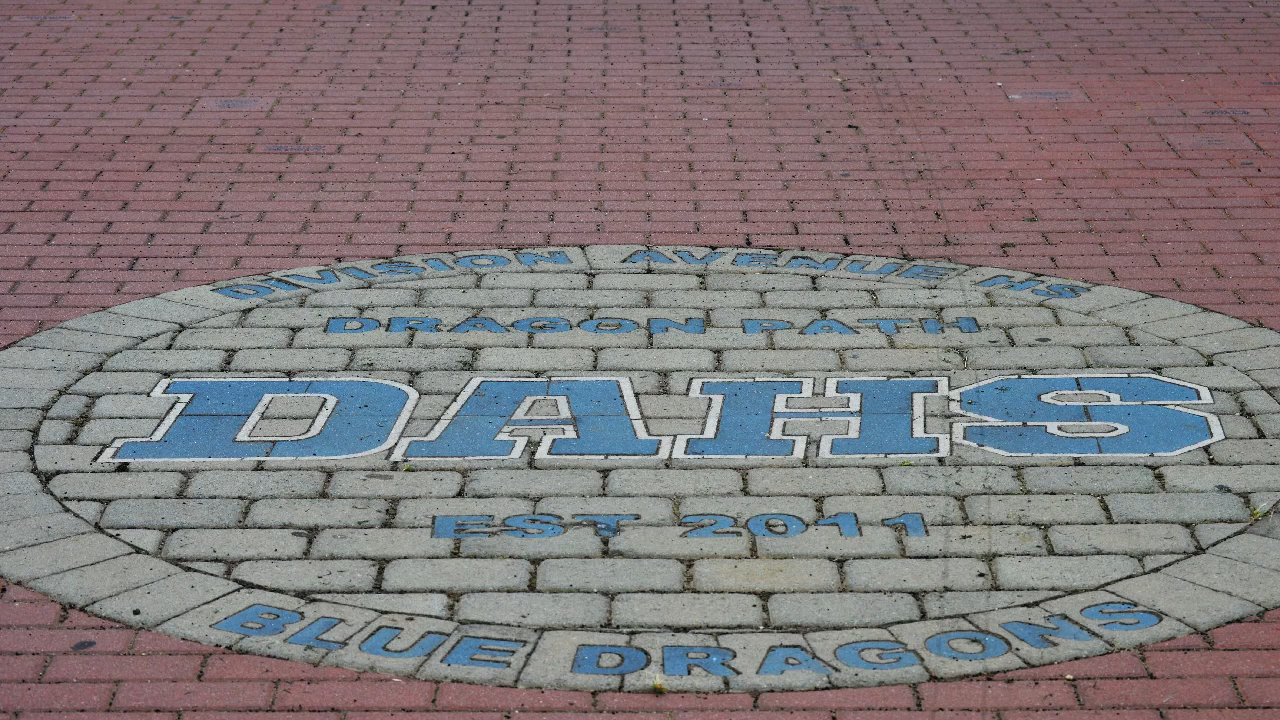 DIVISION AVENUE HS
DRAGON PATH
DAHS
EST 2011
BLUE DRAGONS